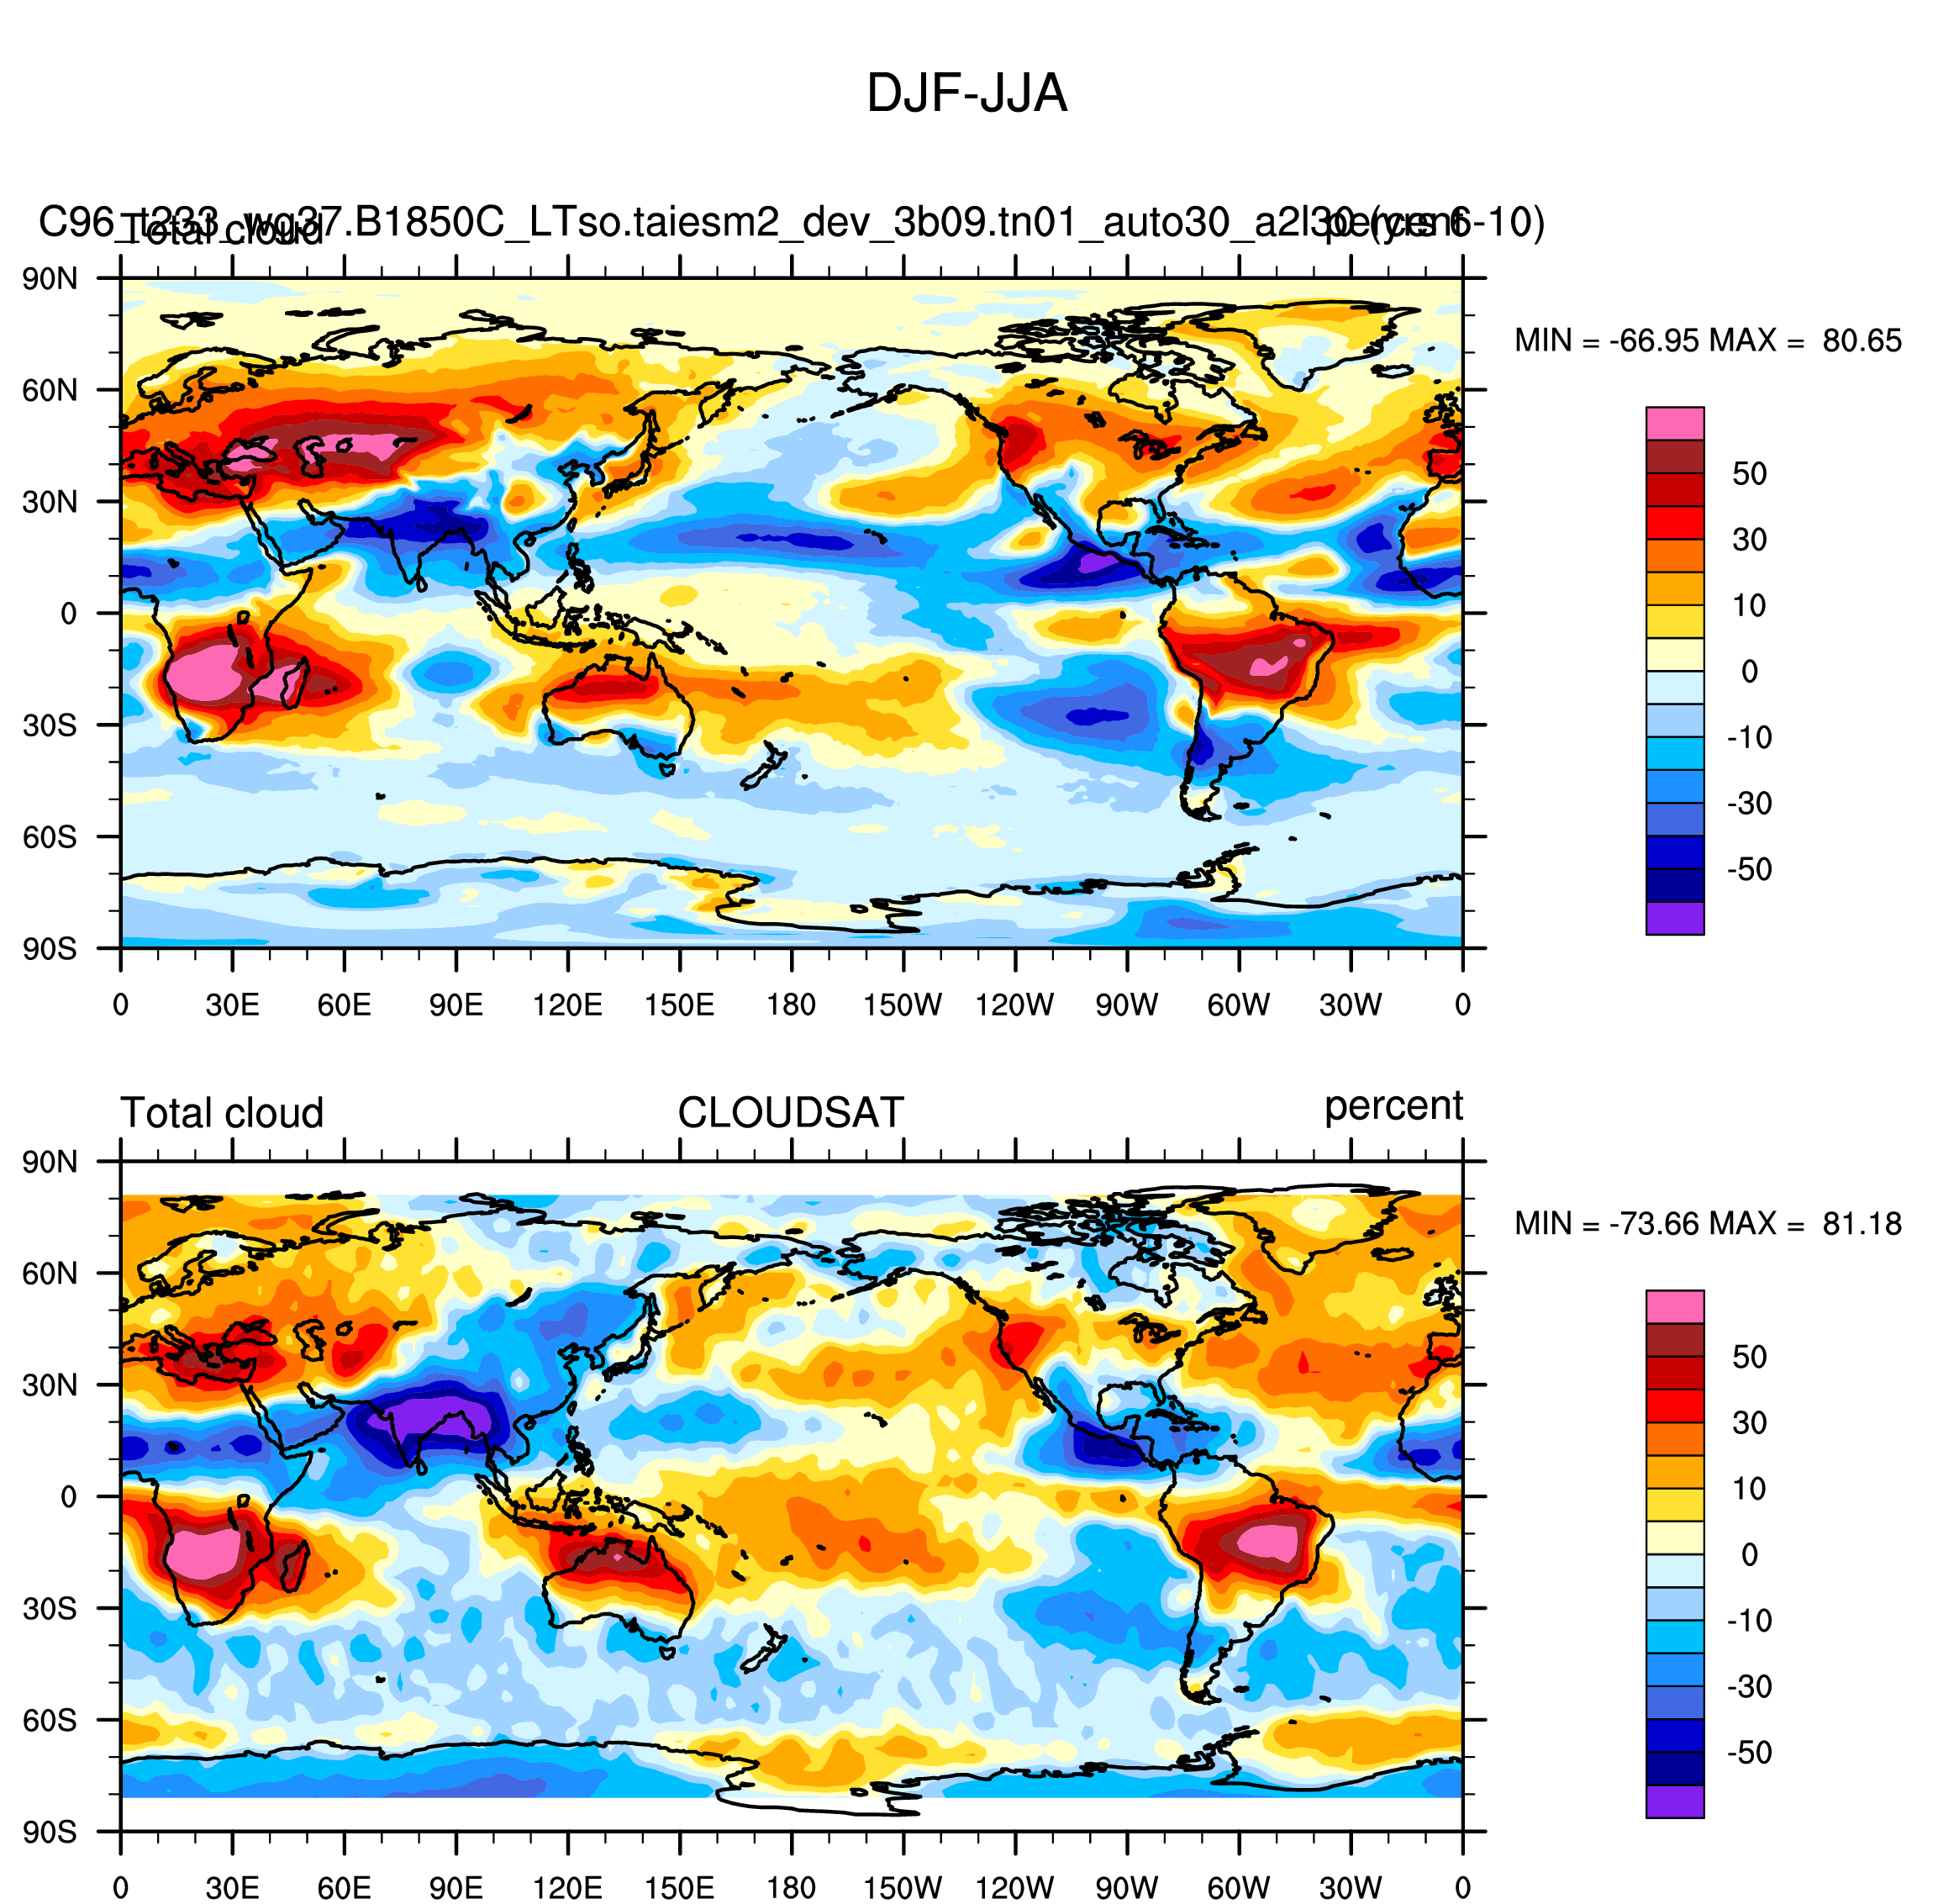 DJF-JJA
C96_t233_wg37.B1850C_LTso.taiesm2_dev_3b09.tn01_auto30_a2l30 (yrs 6-10)
Total cloud percent
90N
60N
30N
0
30S
60S
90S
0 30E 60E 90E 120E 150E 180 150W 120W 90W 60W 30W 0
MIN = -66.95 MAX = 80.65
50
30
10
0
-10
-30
-50
Total cloud CLOUDSAT percent
90N
60N
30N
0
30S
60S
90S
0 30E 60E 90E 120E 150E 180 150W 120W 90W 60W 30W 0
MIN = -73.66 MAX = 81.18
50
30
10
0
-10
-30
-50